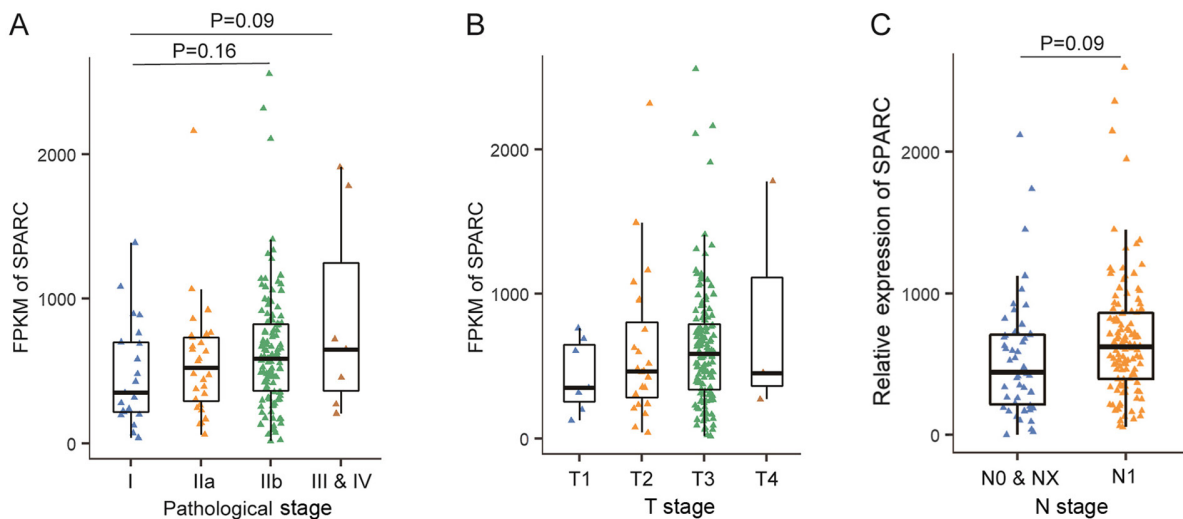 A
P=0.09
P=0.16
FPKM of SPARC
2000
1000
0
I IIa IIb III & IV
Pathological stage
B
FPKM of SPARC
2000
1000
0
T1 T2 T3 T4
T stage
C
P=0.09
Relative expression of SPARC
2000
1000
0
N0 & NX N1
N stage